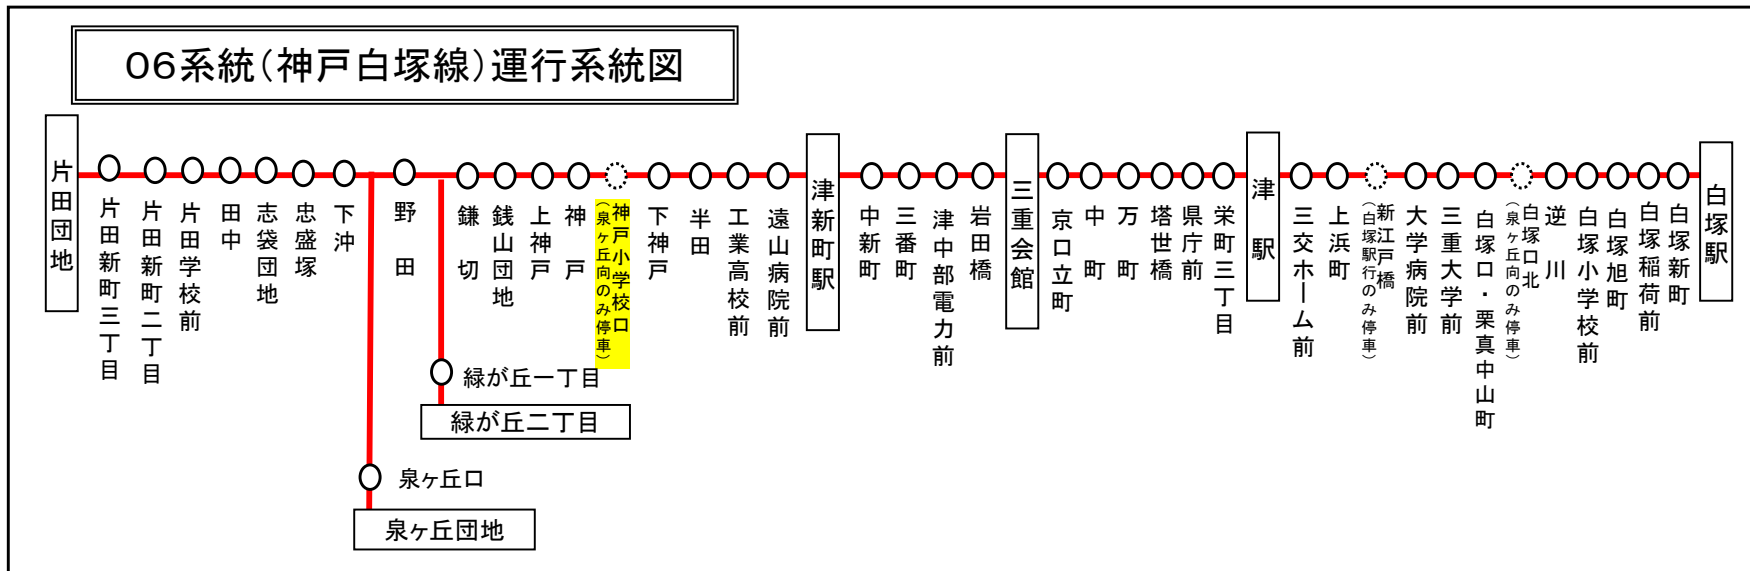 06系統(神戸白塚線)運行系統図
片田団地
片田新町三丁目
片田新町二丁目
片田学校前
田中
志袋団地
忠盛塚
下沖
野田
鎌切
銭山団地
上神戸
神戸
神戸小学校口
(泉ヶ丘向のみ停車)
下神戸
半田
工業高校前
遠山病院前
津新町駅
中新町
三番町
津中部電力前
岩田橋
三重会館
京口立町
中町
万町
塔世橋
県庁前
栄町三丁目
津駅
三交ホーム前
上浜町
新江戸橋
(白塚駅行のみ停車)
大学病院前
三重大学前
白塚口・栗真中山町
白塚口北
(泉ヶ丘向のみ停車)
逆川
白塚小学校前
白塚旭町
白塚稲荷前
白塚新町
白塚駅
緑が丘一丁目
緑が丘二丁目
泉ヶ丘口
泉ヶ丘団地